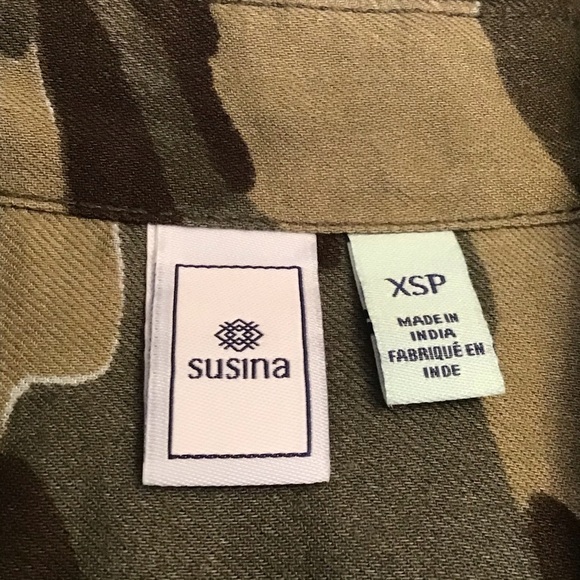 susina
XSP
MADE IN
INDIA
FABRIQUÉ EN
INDE